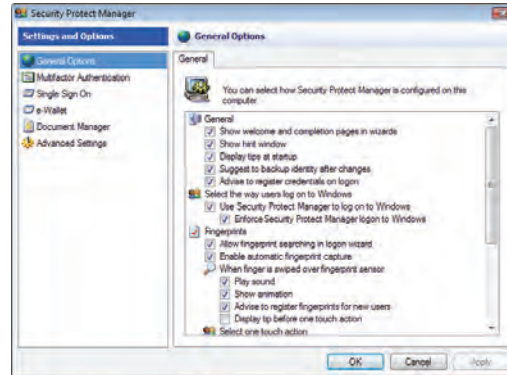 Security Protect Manager
Settings and Options
General Options
Multifactor Authentication
Single Sign On
e-Wallet
Document Manager
Advanced Settings
General Options
General
You can select how Security Protect Manager is configured on this
computer.
General
Show welcome and completion pages in wizards
Show hint window
Display tips at startup
Suggest to backup identity after changes
Advise to register credentials on logon
Select the way users log on to Windows
Use Security Protect Manager to log on to Windows
Enforce Security Protect Manager logon to Windows
Fingerprints
Allow fingerprint searching in logon wizard
Enable automatic fingerprint capture
When finger is swiped over fingerprint sensor
Play sound
Show animation
Advise to register fingerprints for new users
Display tip before one touch action
Select one touch action
OK
Cancel
Apply